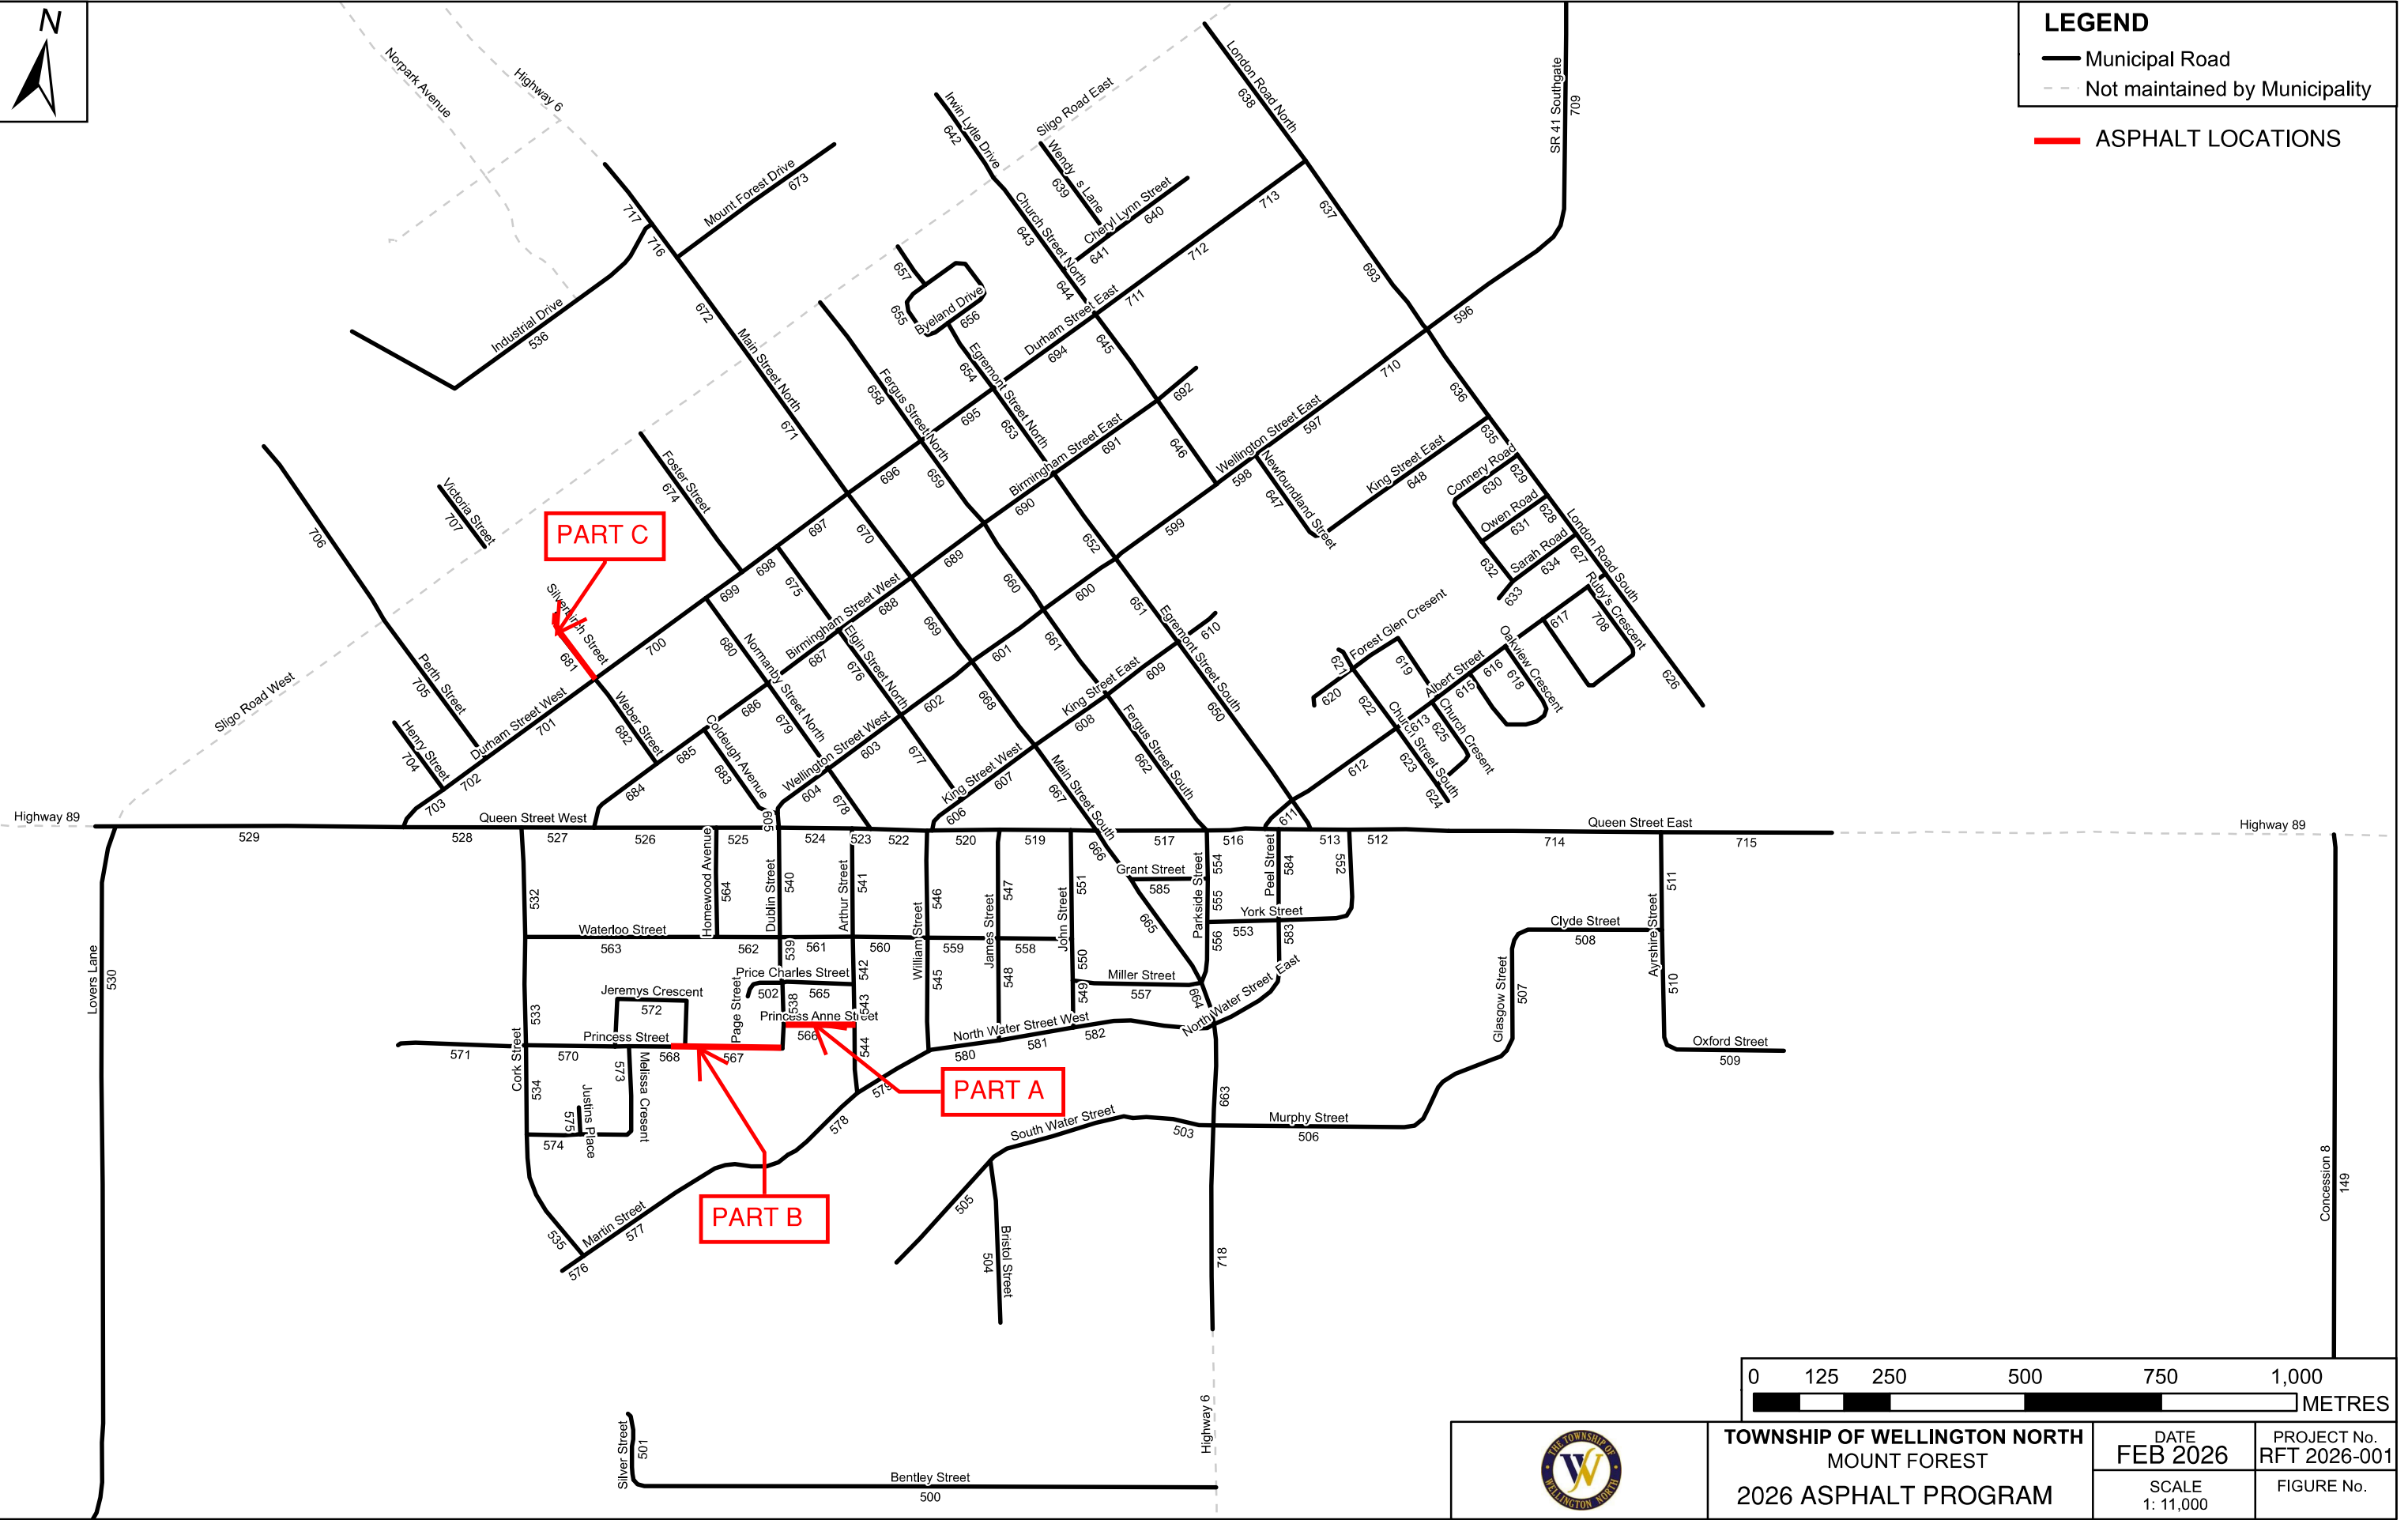 N
LEGEND
Municipal Road
Not maintained by Municipality
ASPHALT LOCATIONS
Norpark Avenue
Highway 6
Sligo Road East
London Road North
638
SR 41 Southgate
709
Irwin Lytle Drive
642
Wendy s Lane
639
Cheryl Lynn Street
640
641
Church Street North
643
644
Mount Forest Drive
673
717
716
672
Industrial Drive
536
657
655
Byeland Drive
656
Durham Street East
711
712
713
637
693
596
694
645
654
Egremont Street North
653
Main Street North
671
Fergus Street North
658
659
695
696
692
Birmingham Street East
691
690
646
710
636
Wellington Street East
597
598
599
Newfoundland Street
647
King Street East
648
635
Connery Road
630
629
Owen Road
631
628
Sarah Road
634
627
632
633
London Road South
626
Ruby's Crescent
708
617
Foster Street
674
Victoria Street
707
706
PART C
Silverbirch Street
681
697
670
698
675
699
700
680
689
688
652
660
600
651
Birmingham Street West
687
Elgin Street North
676
669
661
601
Egremont Street South
650
610
609
King Street East
608
Normanby Street North
679
686
602
668
677
Wellington Street West
603
604
678
Weber Street
682
685
Coldeugh Avenue
683
684
Perth Street
705
Durham Street West
701
Henry Street
704
702
703
Sligo Road West
King Street West
607
606
Main Street South
667
Fergus Street South
662
Forest Glen Cresent
621
620
619
622
Albert Street
615
616
618
Oakview Crescent
613
625
Church Crescent
612
Church Street South
623
624
611
605
Highway 89
Queen Street West
529
528
527
526
525
524
523
522
520
519
517
516
513
512
Queen Street East
714
715
Highway 89
666
Grant Street
585
554
555
Parkside Street
556
Peel Street
584
583
552
York Street
553
665
532
Homewood Avenue
564
Dublin Street
540
Arthur Street
541
546
547
551
William Street
James Street
John Street
Waterloo Street
563
562
539
561
560
559
558
545
548
550
549
542
Price Charles Street
502
565
538
543
Princess Anne Street
566
544
Page Street
Jeremys Crescent
572
Princess Street
571
570
568
567
533
Cork Street
534
573
Melissa Cresent
Justins Place
575
574
535
Martin Street
577
576
578
579
580
581
582
North Water Street West
North Water Street East
Miller Street
557
664
663
PART A
PART B
South Water Street
503
Murphy Street
506
505
504
Bristol Street
718
Lovers Lane
530
Clyde Street
508
Glasgow Street
507
Ayrshire Street
511
510
Oxford Street
509
Concession 8
149
Highway 6
Silver Street
501
Bentley Street
500
0 125 250 500 750 1,000
METRES
THE TOWNSHIP OF
WELLINGTON NORTH
TOWNSHIP OF WELLINGTON NORTH
MOUNT FOREST
2026 ASPHALT PROGRAM
DATE
FEB 2026
PROJECT No.
RFT 2026-001
SCALE
1: 11,000
FIGURE No.